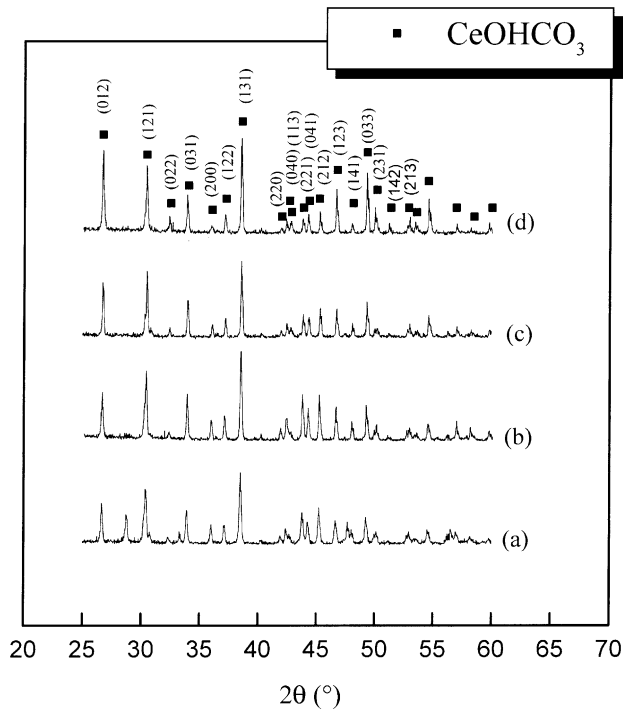 ■ CeOHCO₃
(012)
(121)
(022)
(031)
(200)
(122)
(131)
(220)
(040)
(113)
(221)
(041)
(212)
(123)
(141)
(033)
(231)
(142)
(213)
(d)
(c)
(b)
(a)
20 25 30 35 40 45 50 55 60 65 70
2θ (°)